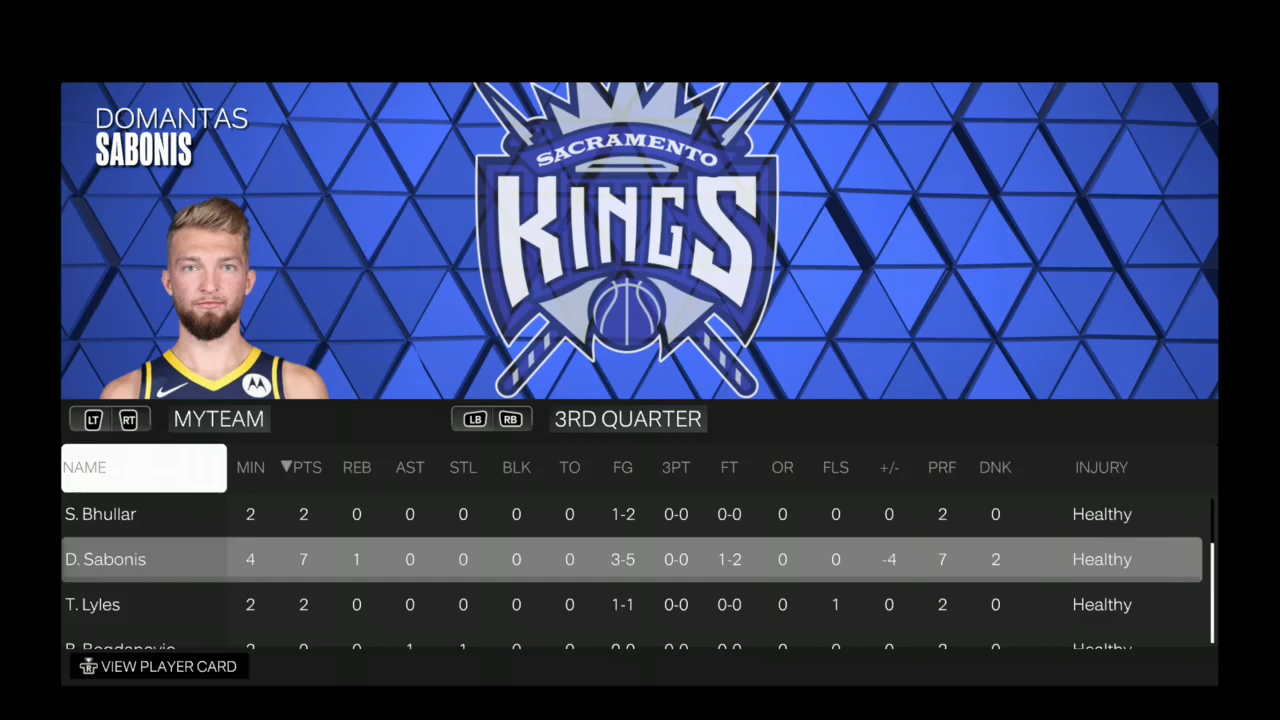 DOMANTAS
SABONIS
SACRAMENTO
KINGS
LT RT MYTEAM LB RB 3RD QUARTER
NAME MIN ▼PTS REB AST STL BLK TO FG 3PT FT OR FLS +/- PRF DNK INJURY
S. Bhullar 2 2 0 0 0 0 0 1-2 0-0 0-0 0 0 0 2 0 Healthy
D. Sabonis 4 7 1 0 0 0 0 3-5 0-0 1-2 0 0 -4 7 2 Healthy
T. Lyles 2 2 0 0 0 0 0 1-1 0-0 0-0 0 1 0 2 0 Healthy
R VIEW PLAYER CARD